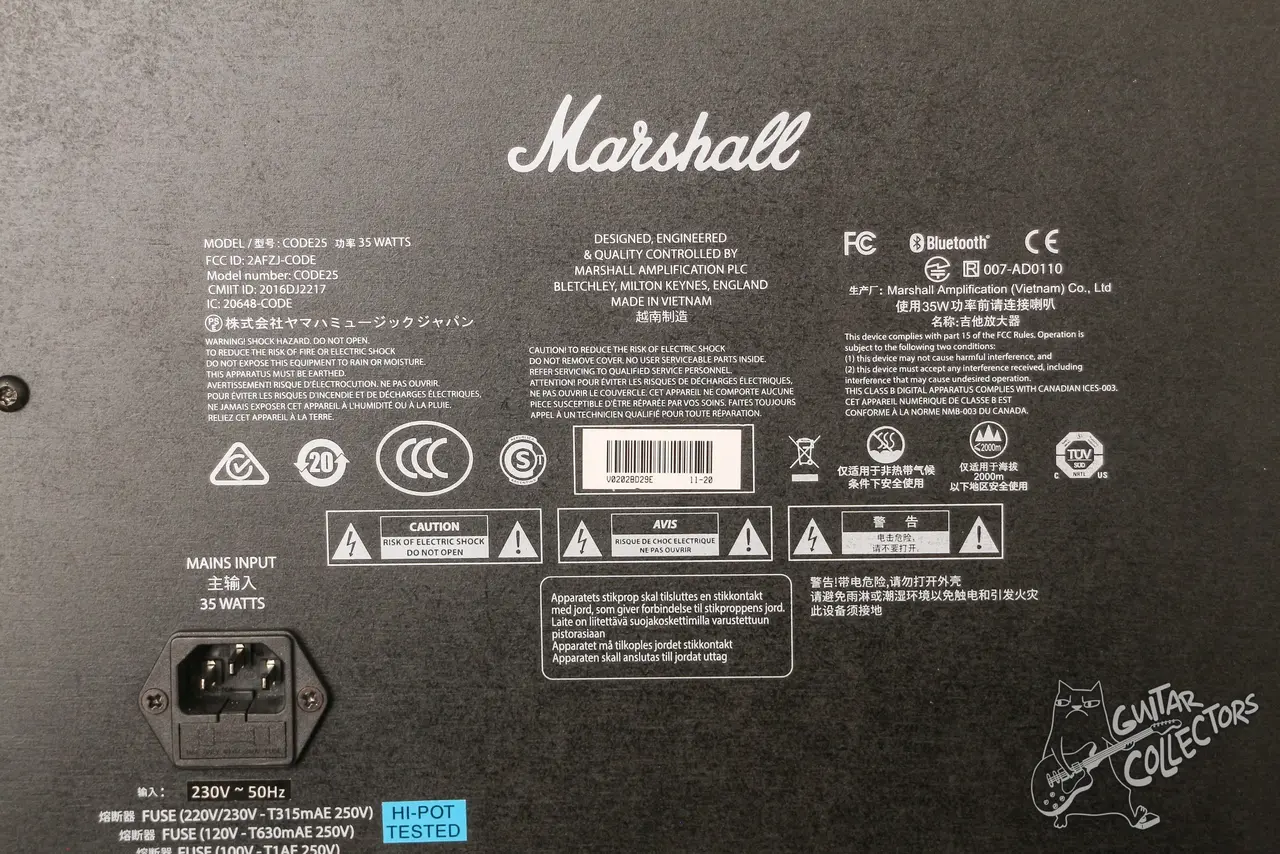 Marshall
MODEL / 型号 : CODE25 功率 35 WATTS
FCC ID: 2AFZJ-CODE
Model number: CODE25
CMIIT ID: 2016DJ2217
IC: 20648-CODE
PS E 株式会社ヤマハミュージックジャパン
WARNING! SHOCK HAZARD. DO NOT OPEN.
TO REDUCE THE RISK OF FIRE OR ELECTRIC SHOCK
DO NOT EXPOSE THIS EQUIPMENT TO RAIN OR MOISTURE.
THIS APPARATUS MUST BE EARTHED.
AVERTISSEMENT! RISQUE D'ÉLECTROCUTION. NE PAS OUVRIR.
POUR ÉVITER LES RISQUES D'INCENDIE ET DE DÉCHARGES ÉLECTRIQUES,
NE JAMAIS EXPOSER CET APPAREIL À L'HUMIDITÉ OU À LA PLUIE.
RELIEZ CET APPAREIL À LA TERRE.
DESIGNED, ENGINEERED
& QUALITY CONTROLLED BY
MARSHALL AMPLIFICATION PLC
BLETCHLEY, MILTON KEYNES, ENGLAND
MADE IN VIETNAM
越南制造
CAUTION! TO REDUCE THE RISK OF ELECTRIC SHOCK
DO NOT REMOVE COVER. NO USER SERVICEABLE PARTS INSIDE.
REFER SERVICING TO QUALIFIED SERVICE PERSONNEL.
ATTENTION! POUR ÉVITER LES RISQUES DE DÉCHARGES ÉLECTRIQUES,
NE PAS OUVRIR LE COUVERCLE. CET APPAREIL NE COMPORTE AUCUNE
PIECE SUSCEPTIBLE D'ÊTRE RÉPARÉE PAR VOS SOINS. FAITES TOUJOURS
APPEL À UN TECHNICIEN QUALIFIÉ POUR TOUTE RÉPARATION.
FC Bluetooth CE
R 007-AD0110
生产厂: Marshall Amplification (Vietnam) Co., Ltd
使用35W功率前请连接喇叭
名称:吉他放大器
This device complies with part 15 of the FCC Rules. Operation is
subject to the following two conditions:
(1) this device may not cause harmful interference, and
(2) this device must accept any interference received, including
interference that may cause undesired operation.
THIS CLASS B DIGITAL APPARATUS COMPLIES WITH CANADIAN ICES-003.
CET APPAREIL NUMÉRIQUE DE CLASSE B EST
CONFORME À LA NORME NMB-003 DU CANADA.
20
CCC
S T
V0202BD29E 11-20
仅适用于非热带气候
条件下安全使用
≤2000m
仅适用于海拔
2000m
以下地区安全使用
TÜV
SÜD
NRTL
C US
CAUTION
RISK OF ELECTRIC SHOCK
DO NOT OPEN
AVIS
RISQUE DE CHOC ELECTRIQUE
NE PAS OUVRIR
警 告
电击危险,
请不要打开.
MAINS INPUT
主输入
35 WATTS
Apparatets stikprop skal tilsluttes en stikkontakt
med jord, som giver forbindelse til stikproppens jord.
Laite on liitettävä suojakoskettimilla varustettuun
pistorasiaan
Apparatet må tilkoples jordet stikkontakt
Apparaten skall anslutas till jordat uttag
警告!带电危险,请勿打开外壳
请避免雨淋或潮湿环境以免触电和引发火灾
此设备须接地
输入: 230V ~ 50Hz
熔断器 FUSE (220V/230V - T315mAE 250V)
熔断器 FUSE (120V - T630mAE 250V)
熔断器 FUSE (100V - T1AE 250V)
HI-POT
TESTED
GUITAR
COLLECTORS